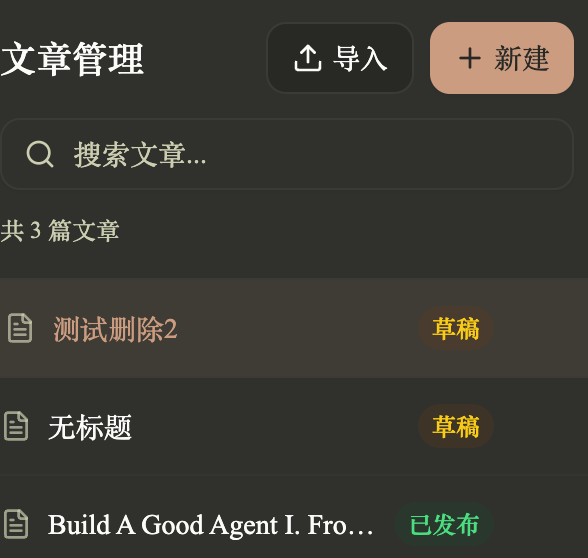 文章管理 导入 新建
搜索文章...
共 3 篇文章
测试删除2 草稿
无标题 草稿
Build A Good Agent I. Fro… 已发布